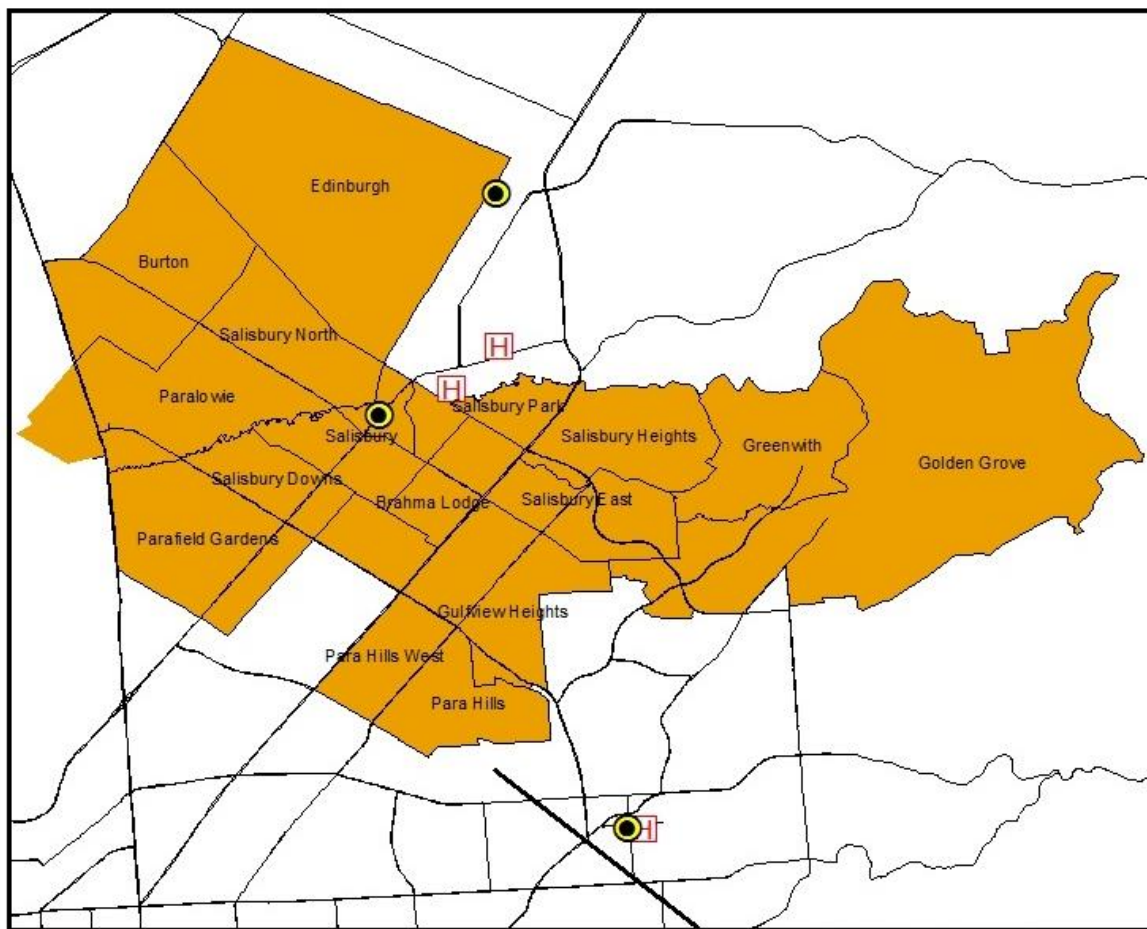 Edinburgh
Burton
Salisbury North
H
H
Paralowie
Salisbury Park
Salisbury
Salisbury Heights
Greenwith
Golden Grove
Salisbury Downs
Brahma Lodge
Salisbury East
Parafield Gardens
Gulfview Heights
Para Hills West
Para Hills
H